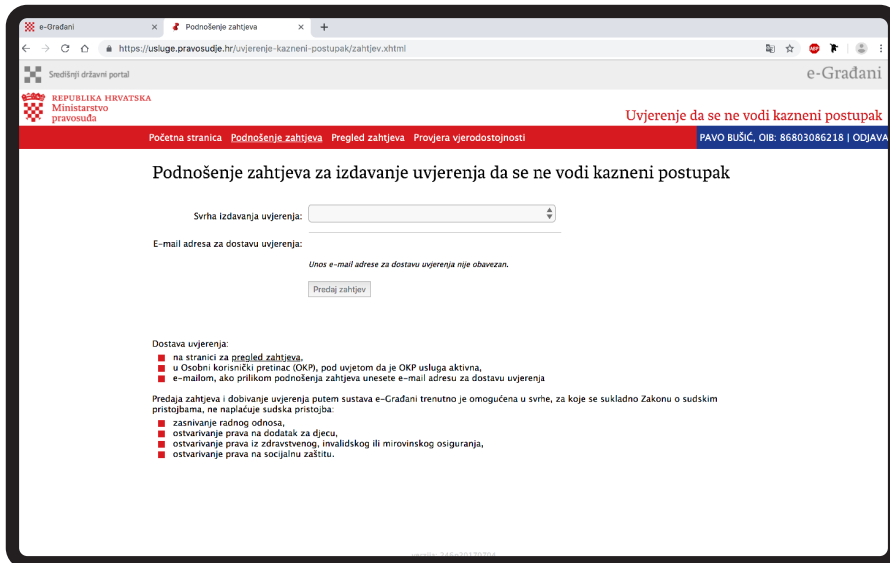 e-Građani
Podnošenje zahtjeva
https://usluge.pravosudje.hr/uvjerenje-kazneni-postupak/zahtjev.xhtml
ABP
Središnji državni portal
e-Građani
REPUBLIKA HRVATSKA
Ministarstvo
pravosuđa
Uvjerenje da se ne vodi kazneni postupak
Početna stranica Podnošenje zahtjeva Pregled zahtjeva Provjera vjerodostojnosti
PAVO BUŠIĆ, OIB: 86803086218 | ODJAVA
Podnošenje zahtjeva za izdavanje uvjerenja da se ne vodi kazneni postupak
Svrha izdavanja uvjerenja:
E-mail adresa za dostavu uvjerenja:
Unos e-mail adrese za dostavu uvjerenja nije obavezan.
Predaj zahtjev
Dostava uvjerenja:
na stranici za pregled zahtjeva,
u Osobni korisnički pretinac (OKP), pod uvjetom da je OKP usluga aktivna,
e-mailom, ako prilikom podnošenja zahtjeva unesete e-mail adresu za dostavu uvjerenja
Predaja zahtjeva i dobivanje uvjerenja putem sustava e-Građani trenutno je omogućena u svrhe, za koje se sukladno Zakonu o sudskim
pristojbama, ne naplaćuje sudska pristojba:
zasnivanje radnog odnosa,
ostvarivanje prava na dodatak za djecu,
ostvarivanje prava iz zdravstvenog, invalidskog ili mirovinskog osiguranja,
ostvarivanje prava na socijalnu zaštitu.